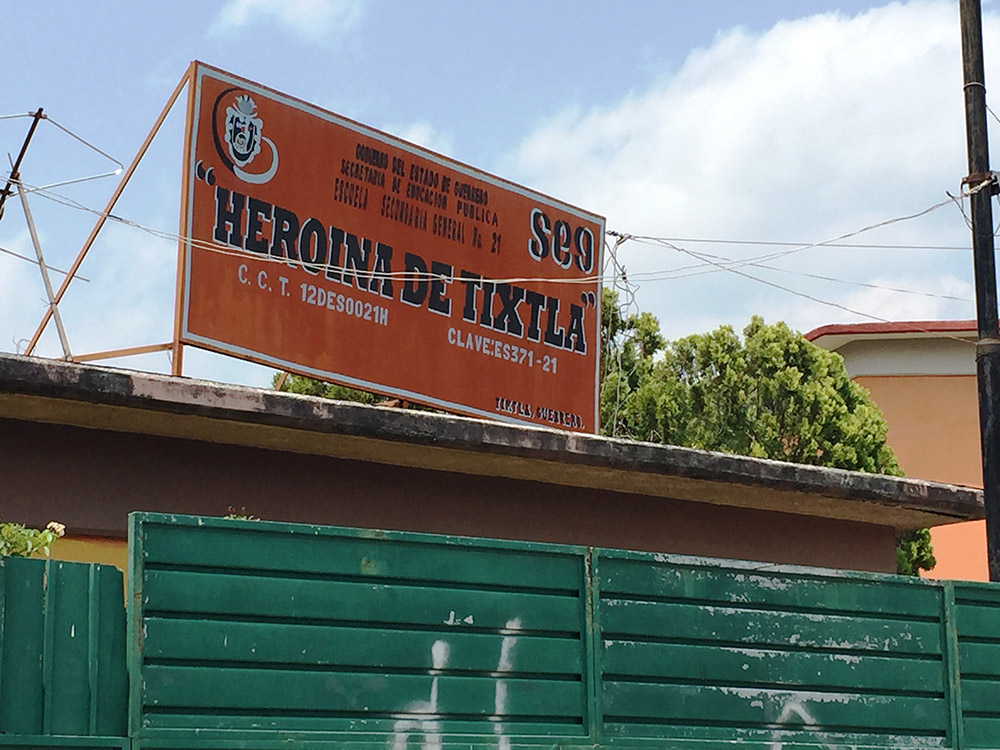 GOBIERNO DEL ESTADO DE GUERRERO
SECRETARIA DE EDUCACION PUBLICA
ESCUELA SECUNDARIA GENERAL No. 21
seg
"HEROINA DE TIXTLA"
C. C. T. 12DES0021H
CLAVE:ES371-21
TIXTLA, GUERRERO.